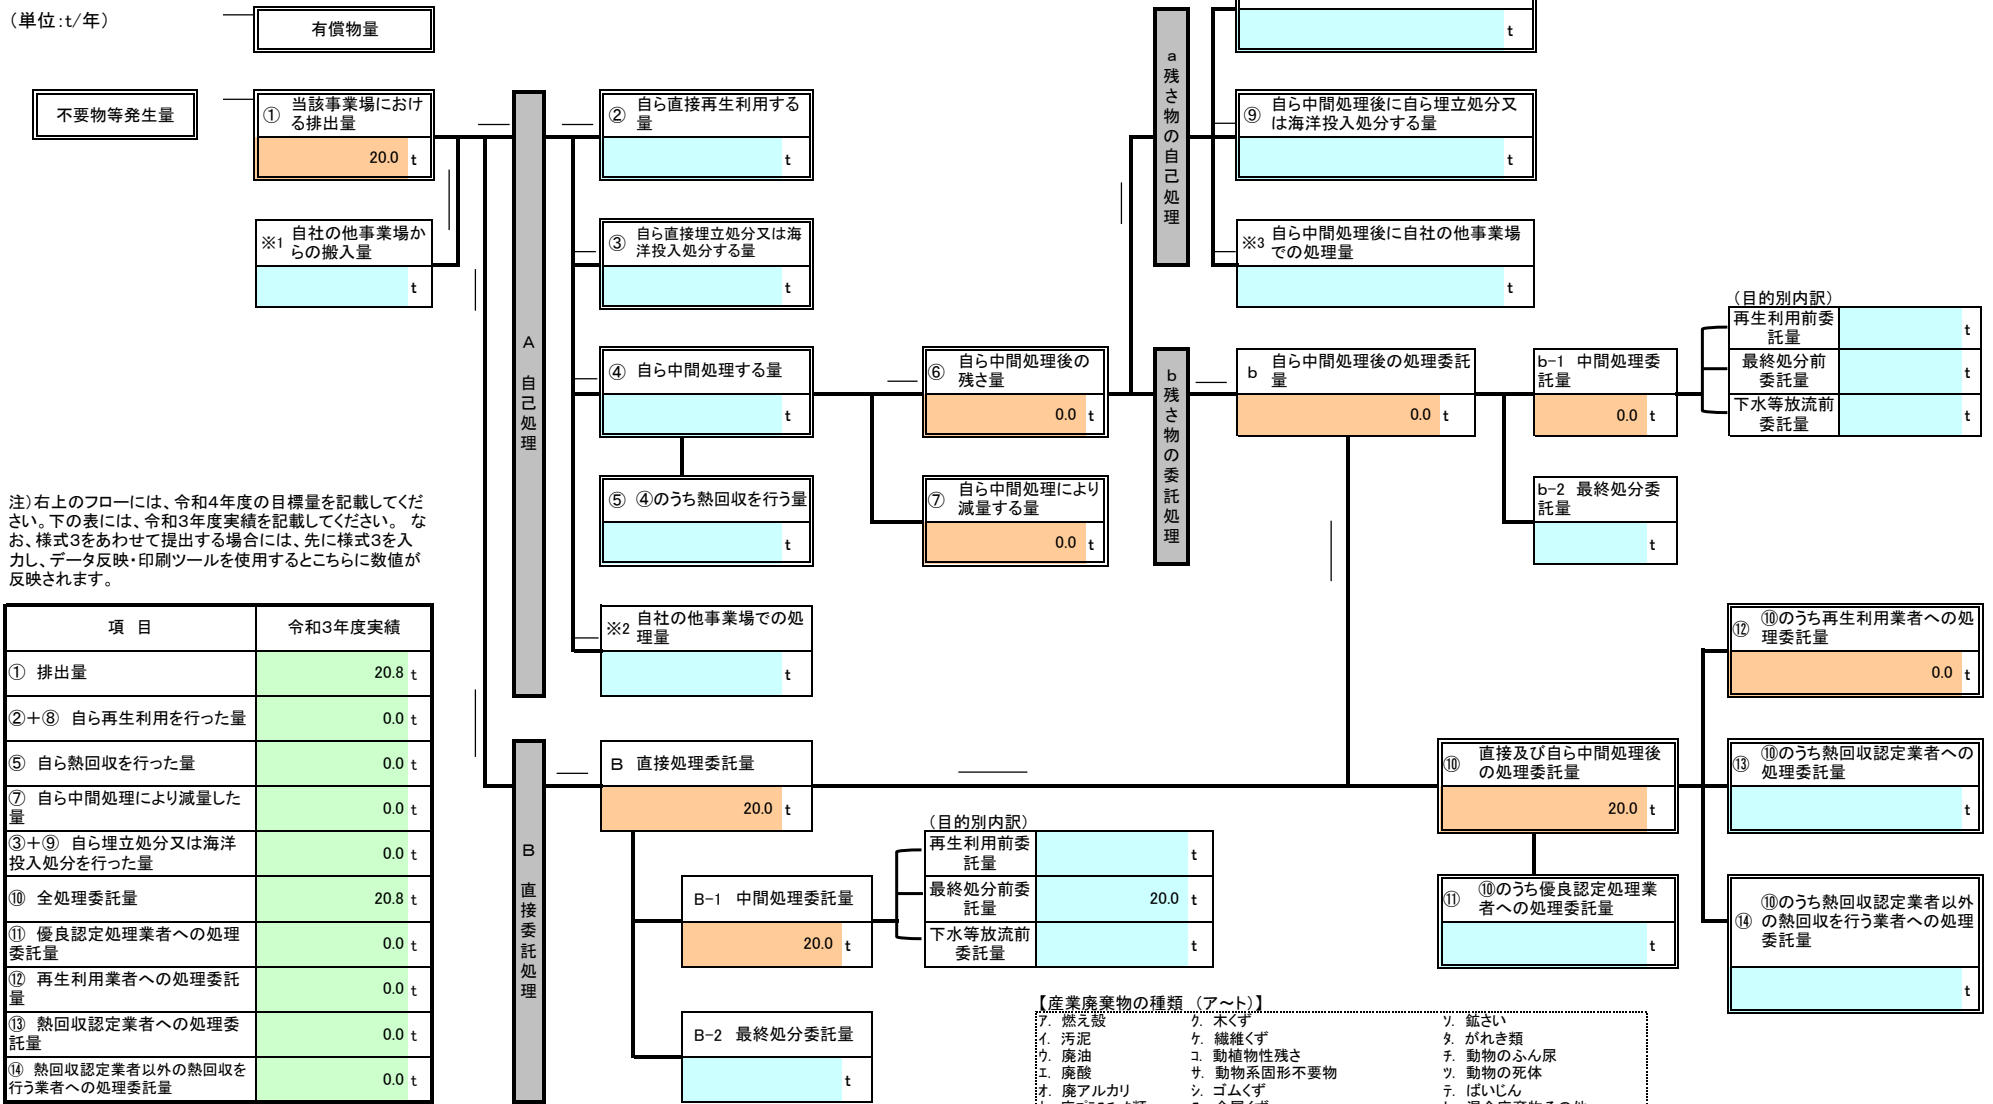 （単位:t/年）
有償物量
不要物等発生量
① 当該事業場におけ
る排出量
20.0 t
※1 自社の他事業場か
らの搬入量
t
A 自己処理
② 自ら直接再生利用する
量
t
③ 自ら直接埋立処分又は海
洋投入処分する量
t
④ 自ら中間処理する量
t
⑤ ④のうち熱回収を行う量
t
※2 自社の他事業場での処
理量
t
⑥ 自ら中間処理後の
残さ量
0.0 t
⑦ 自ら中間処理により
減量する量
0.0 t
a 残さ物の自己処理
t
⑨ 自ら中間処理後に自ら埋立処分又
は海洋投入処分する量
t
※3 自ら中間処理後に自社の他事業場
での処理量
t
b 残さ物の委託処理
b 自ら中間処理後の処理委託
量
0.0 t
b-1 中間処理委
託量
0.0 t
（目的別内訳）
再生利用前委
託量
t
最終処分前
委託量
t
下水等放流前
委託量
t
b-2 最終処分委
託量
t
注）右上のフローには、令和4年度の目標量を記載してくだ
さい。下の表には、令和3年度実績を記載してください。 な
お、様式3をあわせて提出する場合には、先に様式3を入
力し、データ反映・印刷ツールを使用するとこちらに数値が
反映されます。
項 目 令和3年度実績
① 排出量 20.8 t
②＋⑧ 自ら再生利用を行った量 0.0 t
⑤ 自ら熱回収を行った量 0.0 t
⑦ 自ら中間処理により減量した
量 0.0 t
③＋⑨ 自ら埋立処分又は海洋
投入処分を行った量 0.0 t
⑩ 全処理委託量 20.8 t
⑪ 優良認定処理業者への処理
委託量 0.0 t
⑫ 再生利用業者への処理委託
量 0.0 t
⑬ 熱回収認定業者への処理委
託量 0.0 t
⑭ 熱回収認定業者以外の熱回収を
行う業者への処理委託量 0.0 t
B 直接委託処理
B 直接処理委託量
20.0 t
B-1 中間処理委託量
20.0 t
（目的別内訳）
再生利用前委
託量
t
最終処分前委
託量
20.0 t
下水等放流前
委託量
t
B-2 最終処分委託量
t
⑩ 直接及び自ら中間処理後
の処理委託量
20.0 t
⑪ ⑩のうち優良認定処理業
者への処理委託量
t
⑫ ⑩のうち再生利用業者への処
理委託量
0.0 t
⑬ ⑩のうち熱回収認定業者への
処理委託量
t
⑭ ⑩のうち熱回収認定業者以外
の熱回収を行う業者への処理
委託量
t
【産業廃棄物の種類 （ア～ト）】
ア. 燃え殻 ク. 木くず ソ. 鉱さい
イ. 汚泥 ケ. 繊維くず タ. がれき類
ウ. 廃油 コ. 動植物性残さ チ. 動物のふん尿
エ. 廃酸 サ. 動物系固形不要物 ツ. 動物の死体
オ. 廃アルカリ シ. ゴムくず テ. ばいじん